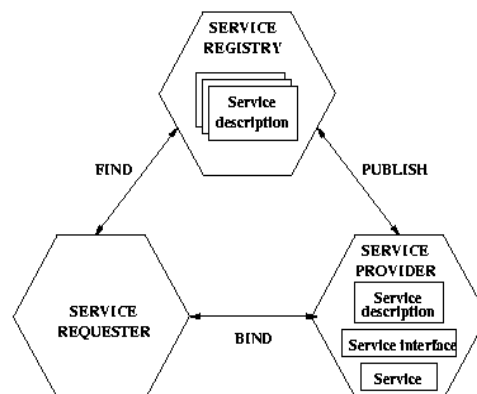 SERVICE
REGISTRY
Service
description
FIND
PUBLISH
SERVICE
REQUESTER
BIND
SERVICE
PROVIDER
Service
description
Service interface
Service